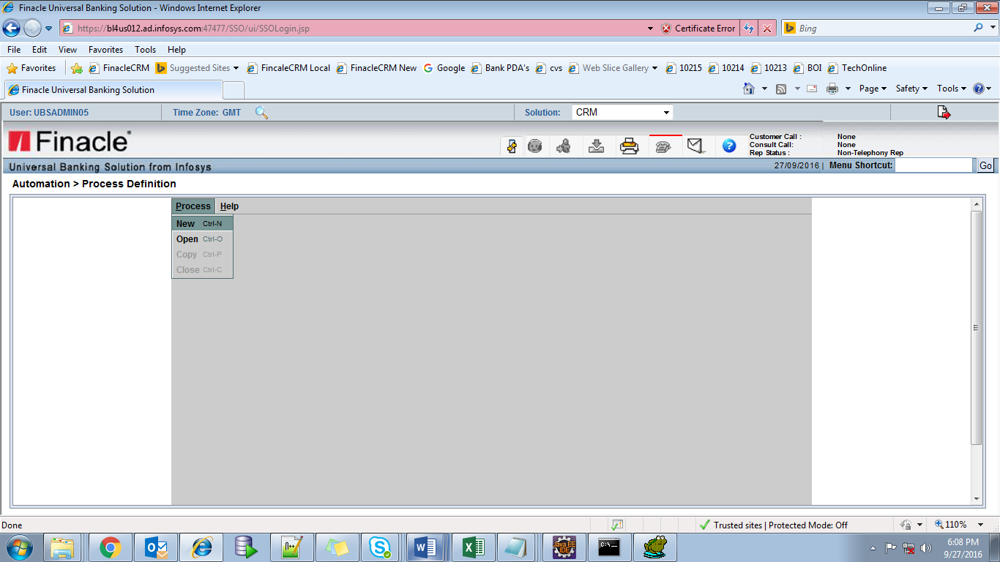 Finacle Universal Banking Solution - Windows Internet Explorer
https://bl4us012.ad.infosys.com:47477/SSO/ui/SSOLogin.jsp Certificate Error Bing
File Edit View Favorites Tools Help
Favorites FinacleCRM Suggested Sites FincaleCRM Local FinacleCRM New Google Bank PDA's cvs Web Slice Gallery 10215 10214 10213 BOI TechOnline
Finacle Universal Banking Solution Page Safety Tools
User: UBSADMIN05 Time Zone: GMT Solution: CRM
Finacle
Customer Call : None
Consult Call: None
Rep Status : Non-Telephony Rep
Universal Banking Solution from Infosys 27/09/2016 | Menu Shortcut: Go
Automation > Process Definition
Process Help
New Ctrl-N
Open Ctrl-O
Copy Ctrl-P
Close Ctrl-C
Done Trusted sites | Protected Mode: Off 110%
6:08 PM
9/27/2016